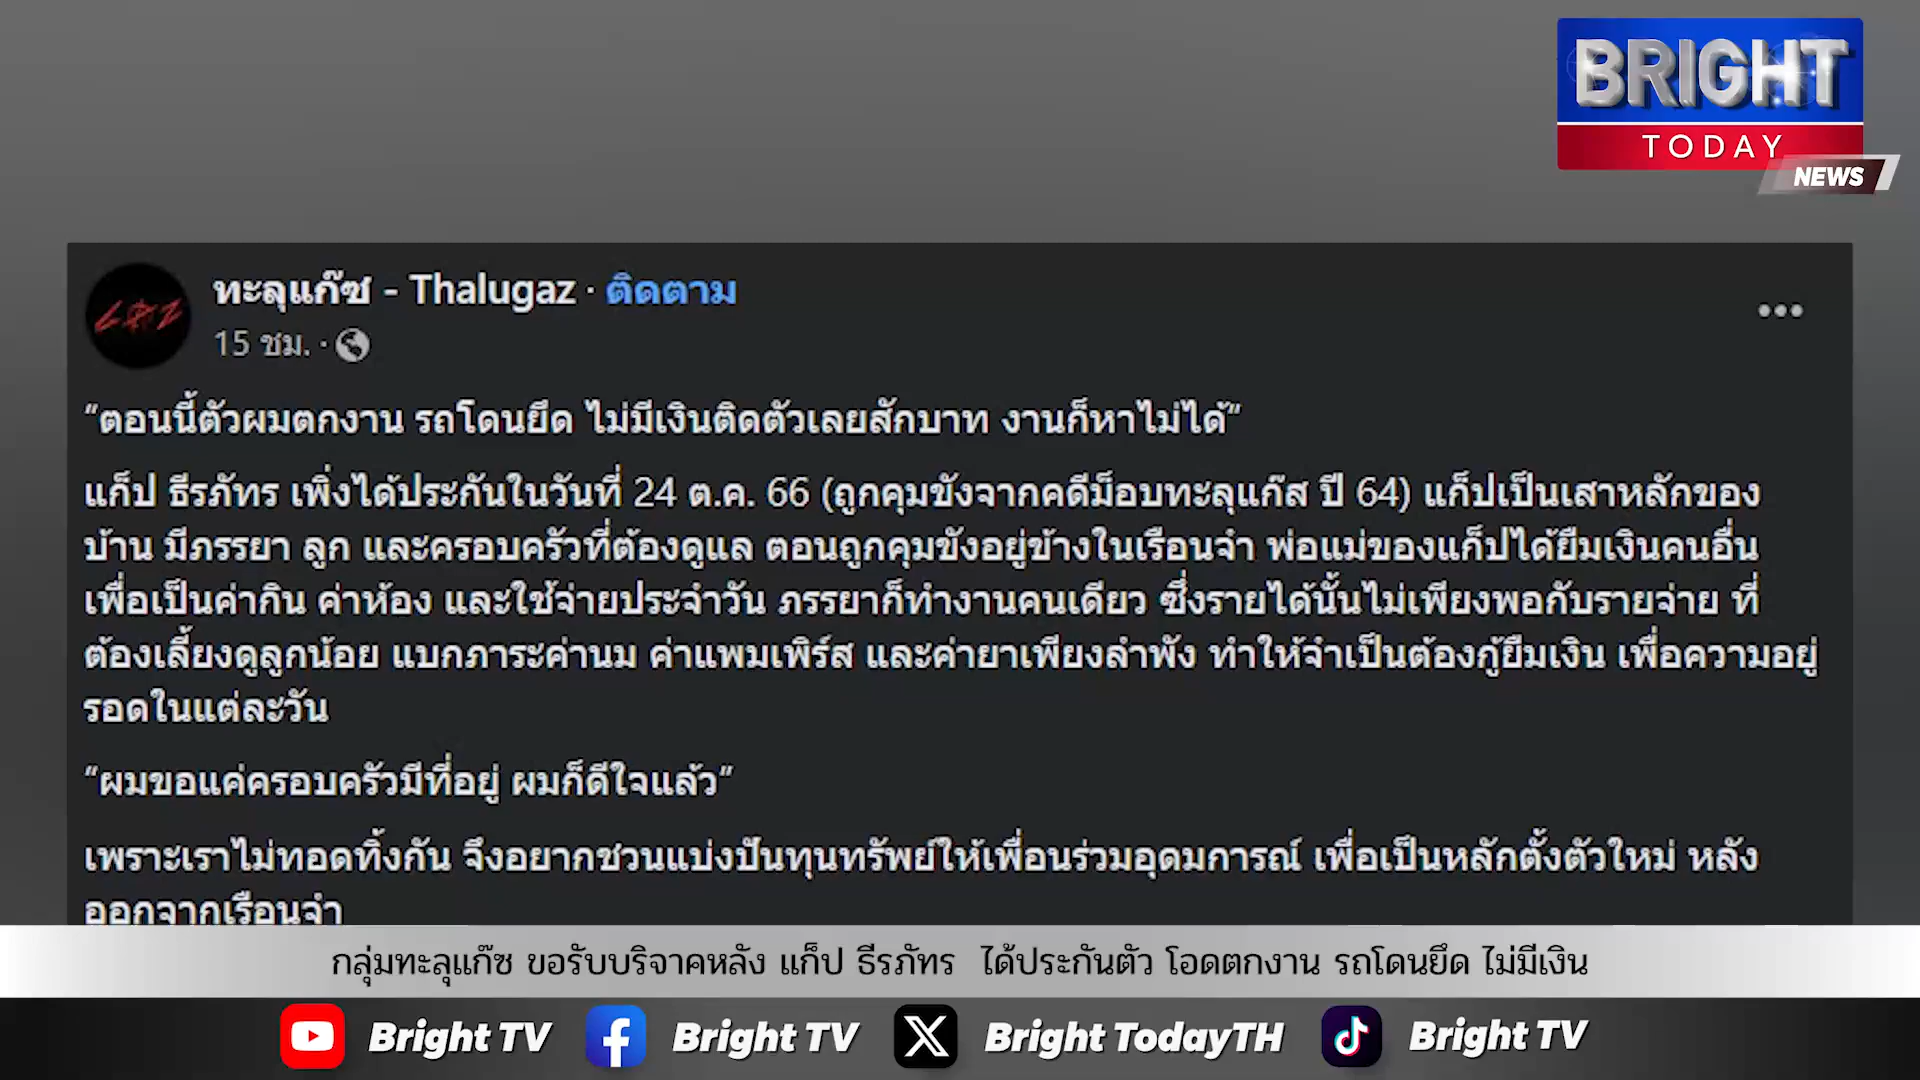 BRIGHT
TODAY
NEWS
ทะลุแก๊ซ - Thalugaz · ติดตาม
15 ชม. ·
“ตอนนี้ตัวผมตกงาน รถโดนยึด ไม่มีเงินติดตัวเลยสักบาท งานก็หาไม่ได้”
แก็ป ธีรภัทร เพิ่งได้ประกันในวันที่ 24 ต.ค. 66 (ถูกคุมขังจากคดีม็อบทะลุแก๊ส ปี 64) แก็ปเป็นเสาหลักของ
บ้าน มีภรรยา ลูก และครอบครัวที่ต้องดูแล ตอนถูกคุมขังอยู่ข้างในเรือนจำ พ่อแม่ของแก็ปได้ยืมเงินคนอื่น
เพื่อเป็นค่ากิน ค่าห้อง และใช้จ่ายประจำวัน ภรรยาก็ทำงานคนเดียว ซึ่งรายได้นั้นไม่เพียงพอกับรายจ่าย ที่
ต้องเลี้ยงดูลูกน้อย แบกภาระค่านม ค่าแพมเพิร์ส และค่ายาเพียงลำพัง ทำให้จำเป็นต้องกู้ยืมเงิน เพื่อความอยู่
รอดในแต่ละวัน
“ผมขอแค่ครอบครัวมีที่อยู่ ผมก็ดีใจแล้ว”
เพราะเราไม่ทอดทิ้งกัน จึงอยากชวนแบ่งปันทุนทรัพย์ให้เพื่อนร่วมอุดมการณ์ เพื่อเป็นหลักตั้งตัวใหม่ หลัง
ออกจากเรือนจำ
กลุ่มทะลุแก๊ซ ขอรับบริจาคหลัง แก็ป ธีรภัทร ได้ประกันตัว โอดตกงาน รถโดนยึด ไม่มีเงิน
Bright TV Bright TV Bright TodayTH Bright TV